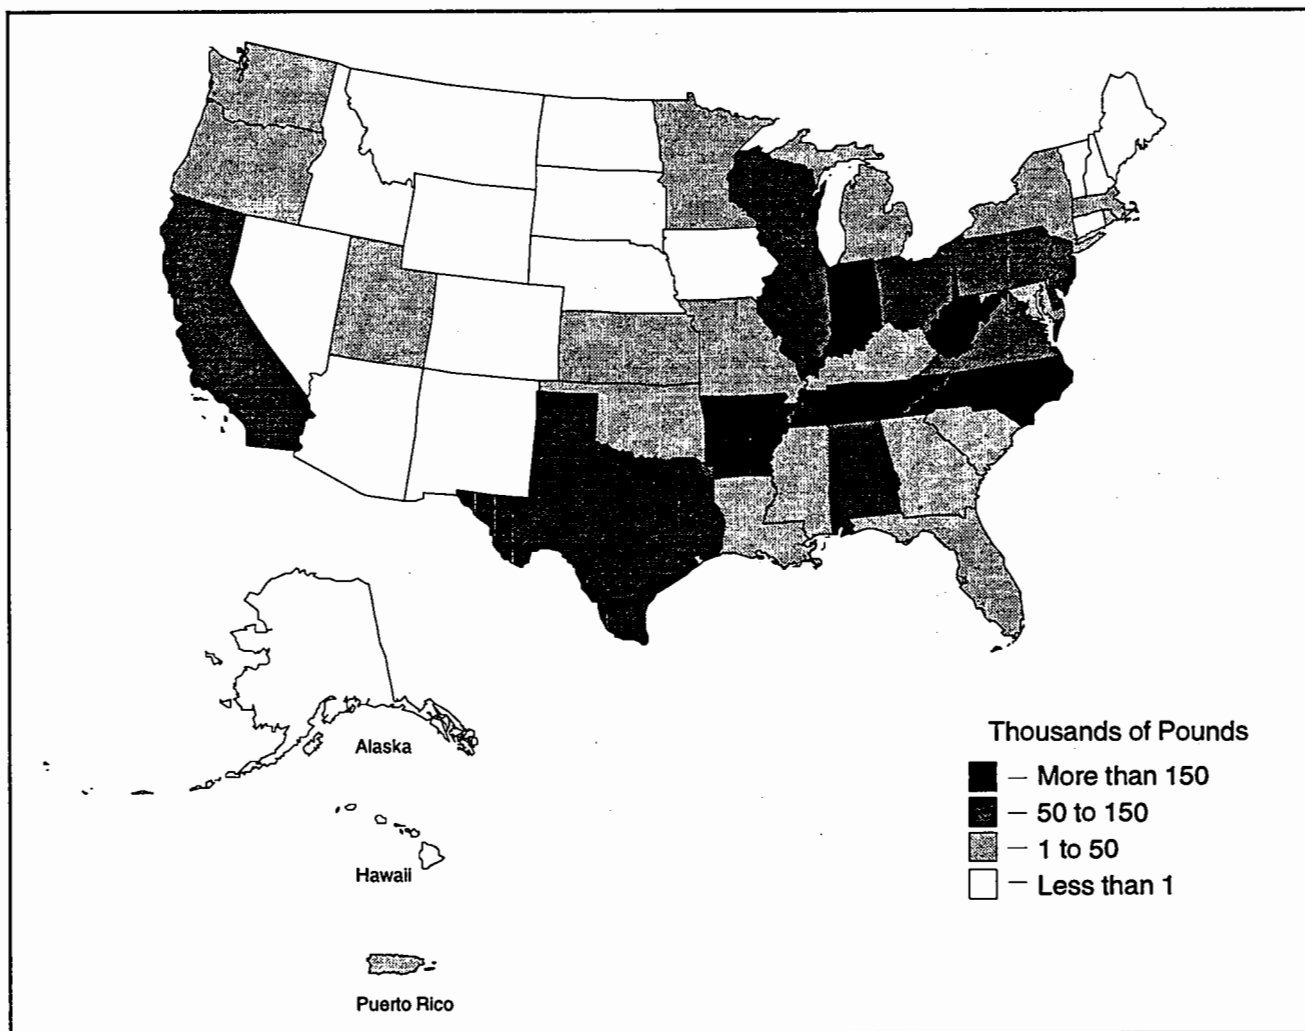 Alaska
Hawaii
Puerto Rico
Thousands of Pounds
— More than 150
— 50 to 150
— 1 to 50
— Less than 1